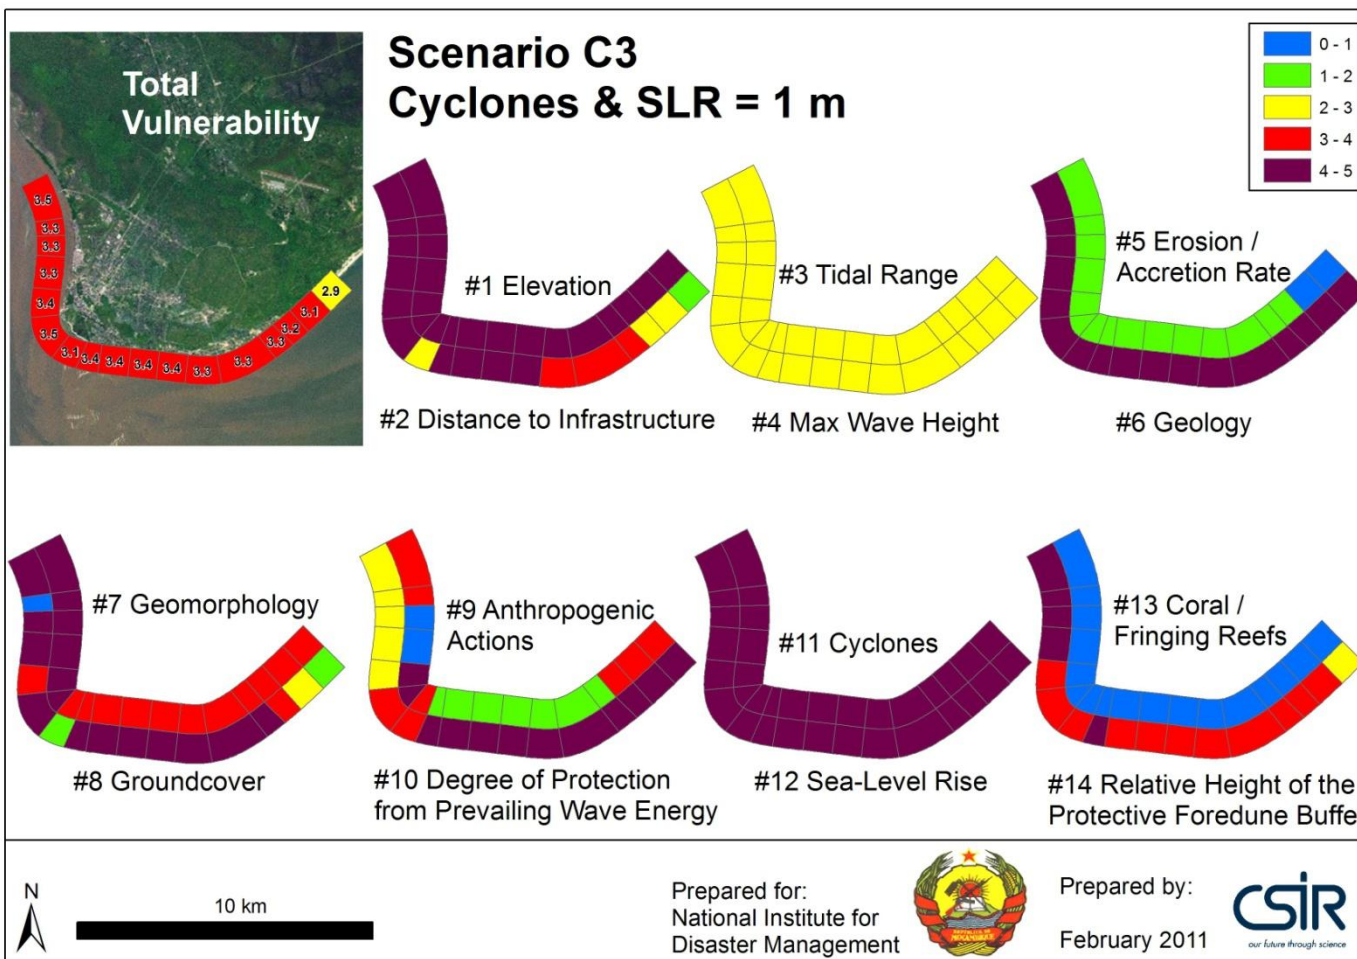 Scenario C3
Cyclones & SLR = 1 m
Total
Vulnerability
0 - 1
1 - 2
2 - 3
3 - 4
4 - 5
3.5
3.3
3.3
3.3
3.4
3.5
3.1
3.4
3.4
3.4
3.4
3.3
3.3
3.3
3.2
3.1
2.9
#1 Elevation
#2 Distance to Infrastructure
#3 Tidal Range
#4 Max Wave Height
#5 Erosion /
Accretion Rate
#6 Geology
#7 Geomorphology
#8 Groundcover
#9 Anthropogenic
Actions
#10 Degree of Protection
from Prevailing Wave Energy
#11 Cyclones
#12 Sea-Level Rise
#13 Coral /
Fringing Reefs
#14 Relative Height of the
Protective Foredune Buffe
N
10 km
Prepared for:
National Institute for
Disaster Management
Prepared by:
February 2011
CSIR
our future through science